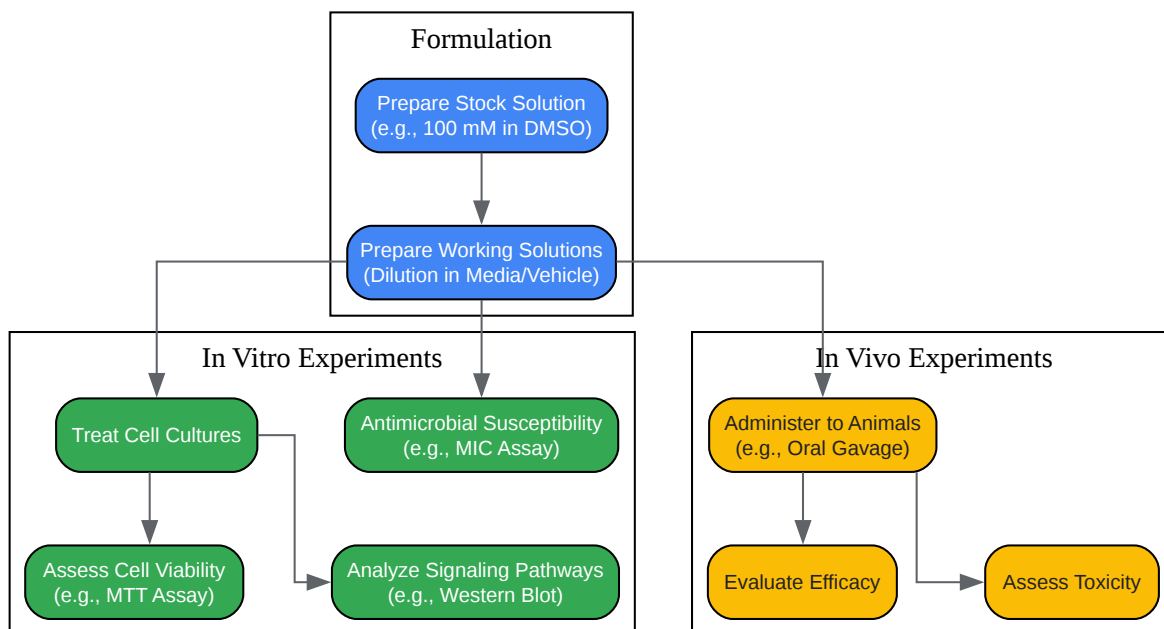 Formulation
Prepare Stock Solution
(e.g., 100 mM in DMSO)
Prepare Working Solutions
(Dilution in Media/Vehicle)
In Vitro Experiments
Treat Cell Cultures
Antimicrobial Susceptibility
(e.g., MIC Assay)
Assess Cell Viability
(e.g., MTT Assay)
Analyze Signaling Pathways
(e.g., Western Blot)
In Vivo Experiments
Administer to Animals
(e.g., Oral Gavage)
Evaluate Efficacy
Assess Toxicity